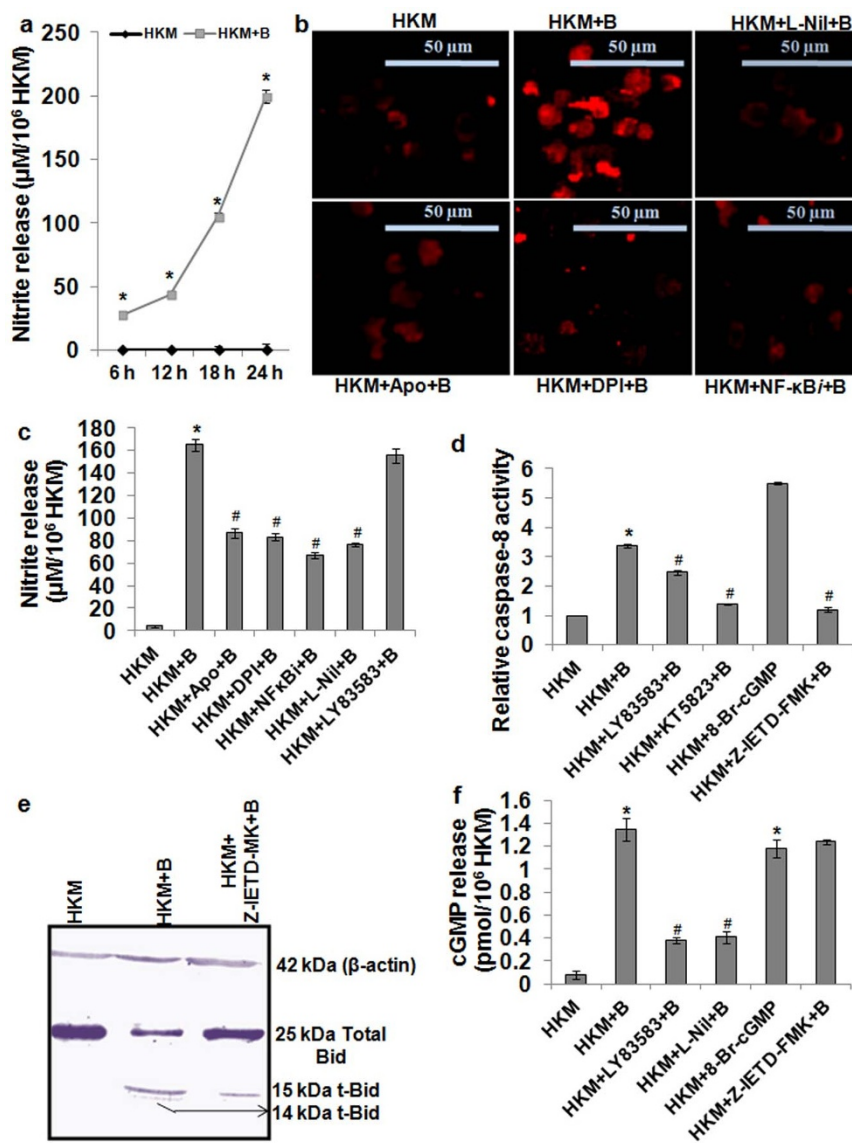 a
HKM HKM+B
Nitrite release (µM/10⁶ HKM)
250
200
150
100
50
0
*
*
*
*
6 h 12 h 18 h 24 h
b
HKM HKM+B HKM+L-Nil+B
50 µm 50 µm 50 µm
50 µm 50 µm 50 µm
HKM+Apo+B HKM+DPI+B HKM+NF-κBi+B
c
Nitrite release
(µM/10⁶ HKM)
180
160
140
120
100
80
60
40
20
0
* # # # #
HKM
HKM+B
HKM+Apo+B
HKM+DPI+B
HKM+NFκBi+B
HKM+L-Nil+B
HKM+LY83583+B
d
Relative caspase-8 activity
6
5
4
3
2
1
0
* # # #
HKM
HKM+B
HKM+LY83583+B
HKM+KT5823+B
HKM+8-Br-cGMP
HKM+Z-IETD-FMK+B
e
HKM
HKM+B
HKM+
Z-IETD-MK+B
42 kDa (β-actin)
25 kDa Total
Bid
15 kDa t-Bid
14 kDa t-Bid
f
cGMP release
(pmol/10⁶ HKM)
1.6
1.4
1.2
1
0.8
0.6
0.4
0.2
0
* # # *
HKM
HKM+B
HKM+LY83583+B
HKM+L-Nil+B
HKM+8-Br-cGMP
HKM+Z-IETD-FMK+B